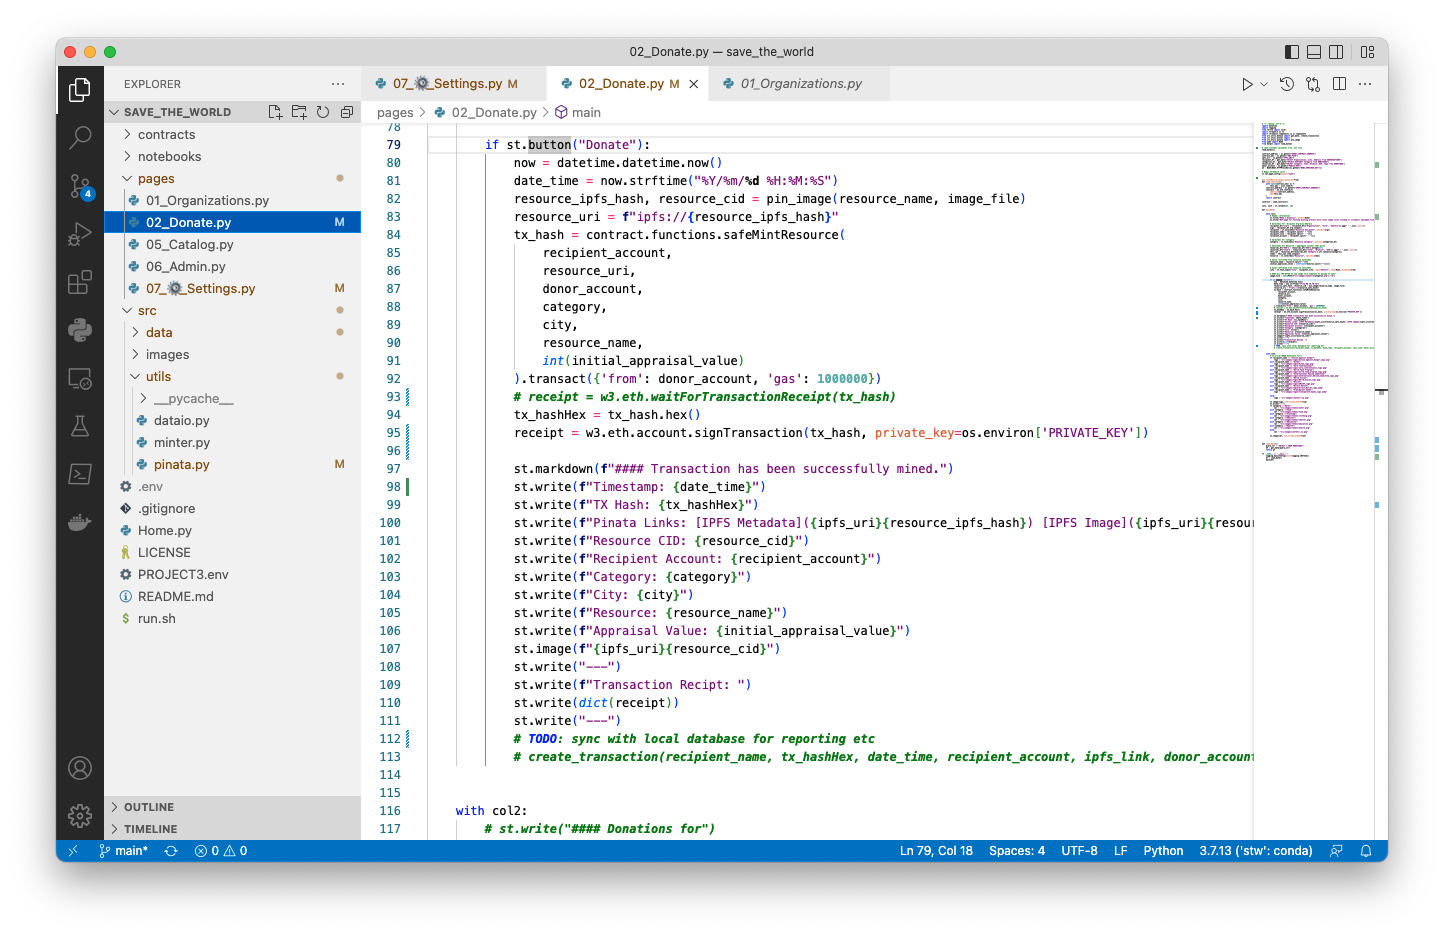 02_Donate.py — save_the_world
EXPLORER
07_⚙️_Settings.py M
02_Donate.py M
01_Organizations.py
SAVE_THE_WORLD
pages > 02_Donate.py > main
contracts
notebooks
pages
01_Organizations.py
02_Donate.py M
05_Catalog.py
06_Admin.py
07_⚙️_Settings.py M
src
data
images
utils
__pycache__
dataio.py
minter.py
pinata.py M
.env
.gitignore
Home.py
LICENSE
PROJECT3.env
README.md
$ run.sh
OUTLINE
TIMELINE
4
78
79 if st.button("Donate"):
80 now = datetime.datetime.now()
81 date_time = now.strftime("%Y/%m/%d %H:%M:%S")
82 resource_ipfs_hash, resource_cid = pin_image(resource_name, image_file)
83 resource_uri = f"ipfs://{resource_ipfs_hash}"
84 tx_hash = contract.functions.safeMintResource(
85 recipient_account,
86 resource_uri,
87 donor_account,
88 category,
89 city,
90 resource_name,
91 int(initial_appraisal_value)
92 ).transact({'from': donor_account, 'gas': 1000000})
93 # receipt = w3.eth.waitForTransactionReceipt(tx_hash)
94 tx_hashHex = tx_hash.hex()
95 receipt = w3.eth.account.signTransaction(tx_hash, private_key=os.environ['PRIVATE_KEY'])
96
97 st.markdown(f"#### Transaction has been successfully mined.")
98 st.write(f"Timestamp: {date_time}")
99 st.write(f"TX Hash: {tx_hashHex}")
100 st.write(f"Pinata Links: [IPFS Metadata]({ipfs_uri}{resource_ipfs_hash}) [IPFS Image]({ipfs_uri}{resou
101 st.write(f"Resource CID: {resource_cid}")
102 st.write(f"Recipient Account: {recipient_account}")
103 st.write(f"Category: {category}")
104 st.write(f"City: {city}")
105 st.write(f"Resource: {resource_name}")
106 st.write(f"Appraisal Value: {initial_appraisal_value}")
107 st.image(f"{ipfs_uri}{resource_cid}")
108 st.write("---")
109 st.write(f"Transaction Recipt: ")
110 st.write(dict(receipt))
111 st.write("---")
112 # TODO: sync with local database for reporting etc
113 # create_transaction(recipient_name, tx_hashHex, date_time, recipient_account, ipfs_link, donor_account
114
115
116 with col2:
117 # st.write("#### Donations for")
main* 0 0 Ln 79, Col 18 Spaces: 4 UTF-8 LF Python 3.7.13 ('stw': conda)